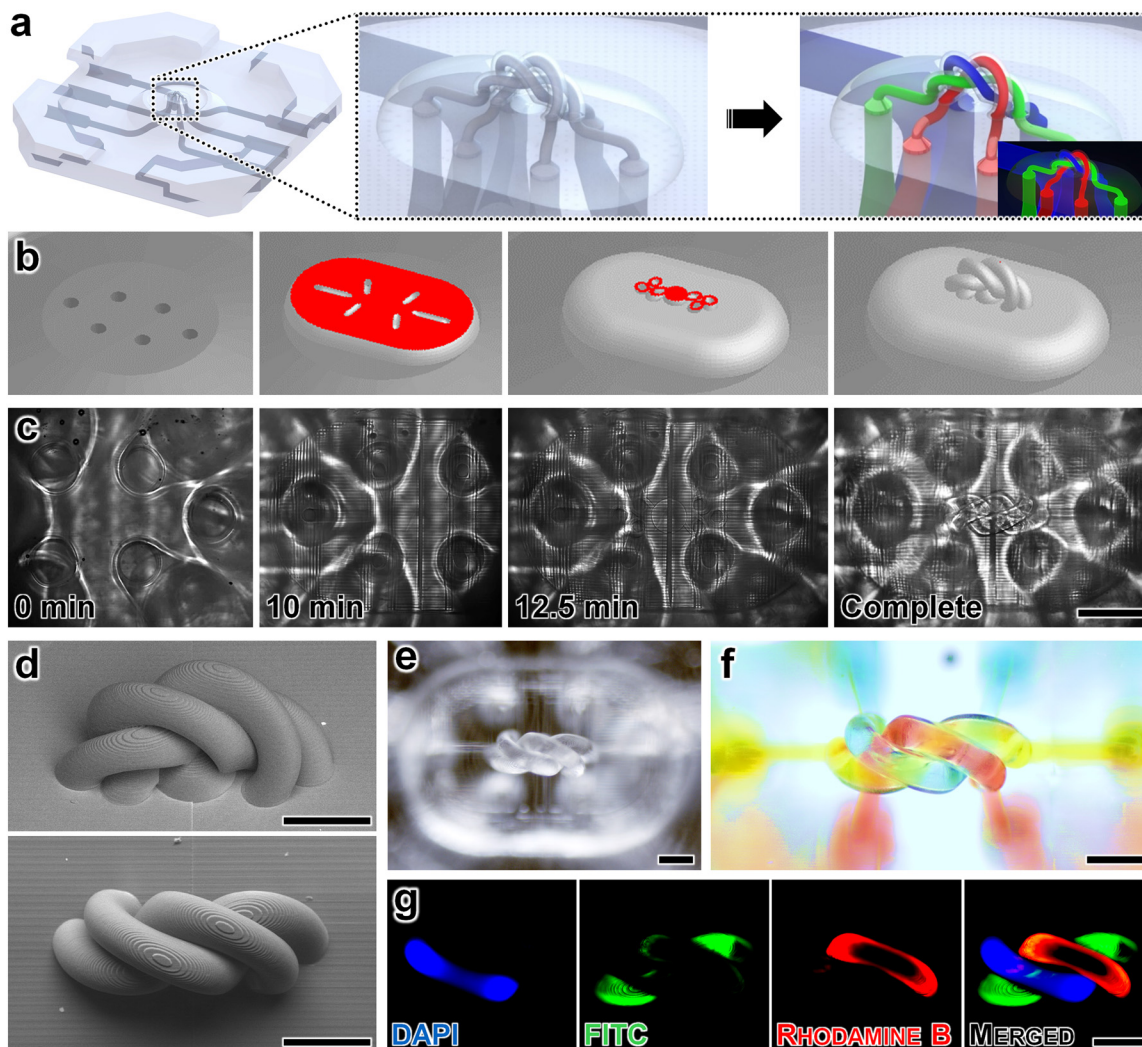 a
b
c
0 min
10 min
12.5 min
Complete
d
e
f
g
DAPI
FITC
RHODAMINE B
MERGED